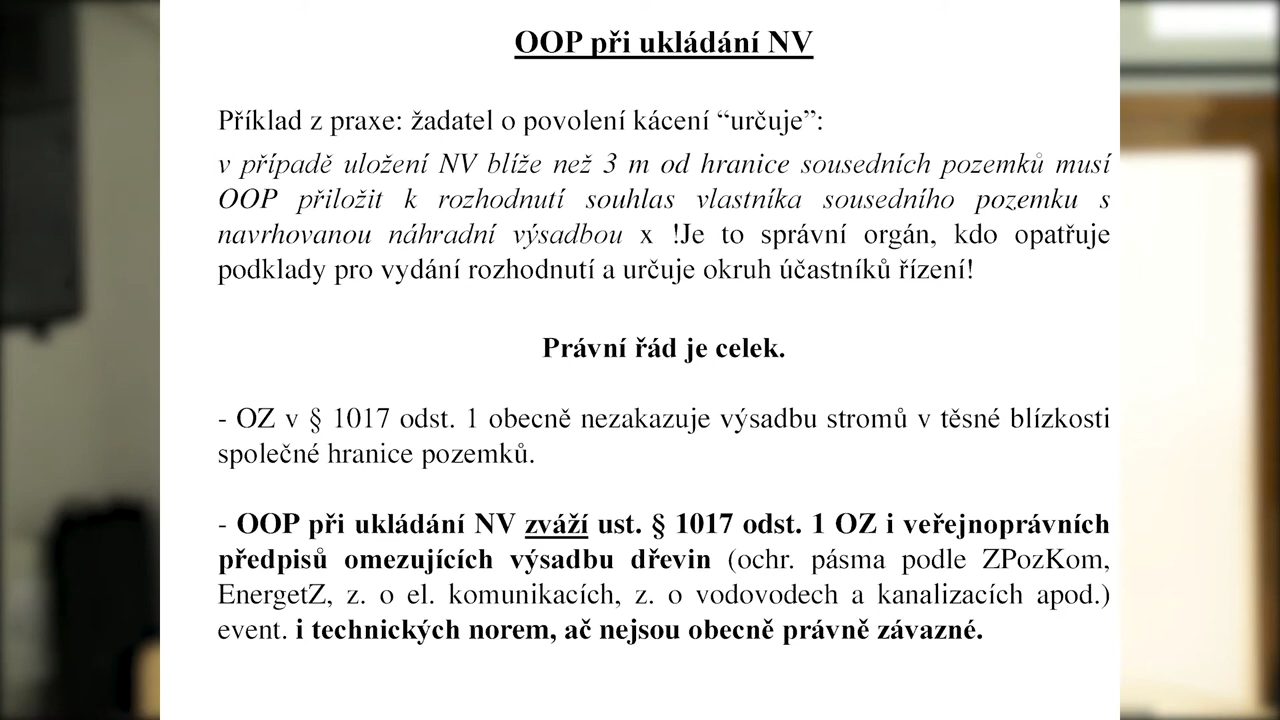 OOP při ukládání NV
Příklad z praxe: žadatel o povolení kácení “určuje”:
v případě uložení NV blíže než 3 m od hranice sousedních pozemků musí
OOP přiložit k rozhodnutí souhlas vlastníka sousedního pozemku s
navrhovanou náhradní výsadbou x !Je to správní orgán, kdo opatřuje
podklady pro vydání rozhodnutí a určuje okruh účastníků řízení!
Právní řád je celek.
- OZ v § 1017 odst. 1 obecně nezakazuje výsadbu stromů v těsné blízkosti
společné hranice pozemků.
- OOP při ukládání NV zváží ust. § 1017 odst. 1 OZ i veřejnoprávních
předpisů omezujících výsadbu dřevin (ochr. pásma podle ZPozKom,
EnergetZ, z. o el. komunikacích, z. o vodovodech a kanalizacích apod.)
event. i technických norem, ač nejsou obecně právně závazné.